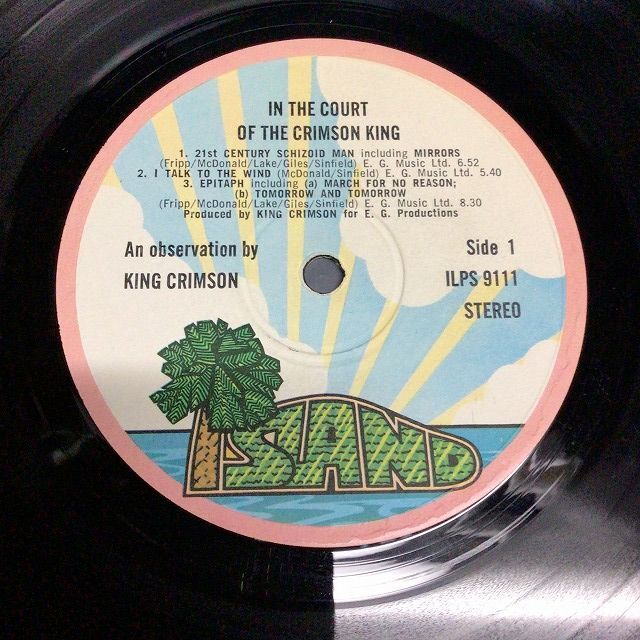 IN THE COURT
OF THE CRIMSON KING
1. 21st CENTURY SCHIZOID MAN including MIRRORS
(Fripp/McDonald/Lake/Giles/Sinfield) E. G. Music Ltd. 6.52
2. I TALK TO THE WIND (McDonald/Sinfield) E. G. Music Ltd. 5.40
3. EPITAPH including (a) MARCH FOR NO REASON;
(b) TOMORROW AND TOMORROW
(Fripp/McDonald/Lake/Giles/Sinfield) E. G. Music Ltd. 8.30
Produced by KING CRIMSON for E. G. Productions
An observation by
KING CRIMSON
Side 1
ILPS 9111
STEREO
ISLAND